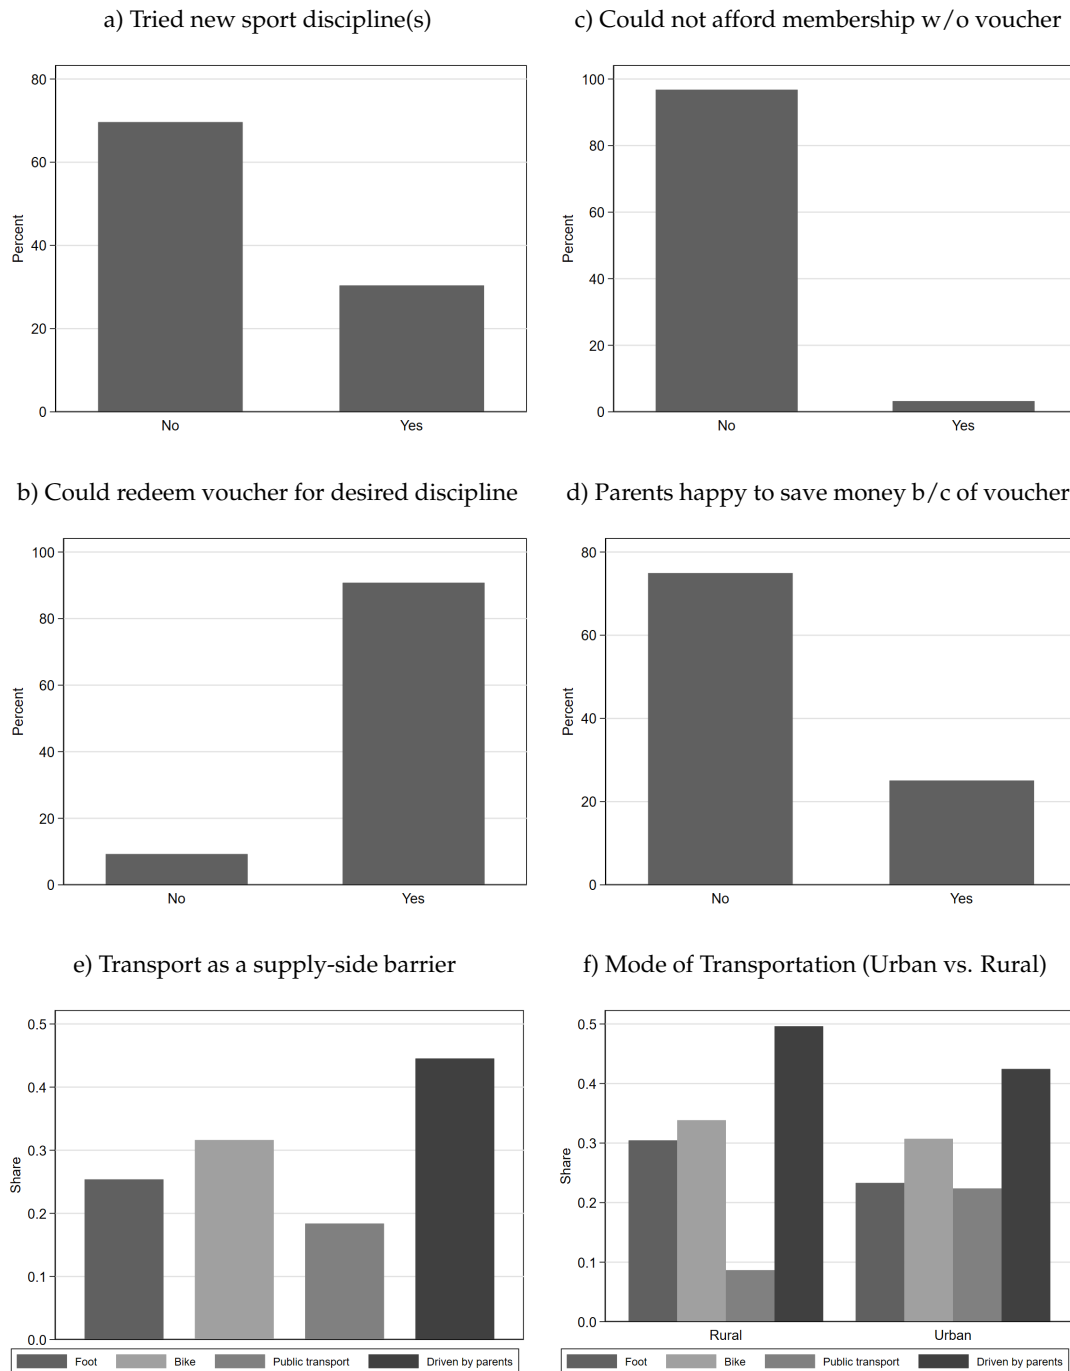 a) Tried new sport discipline(s)
80
60
40
20
0
Percent
No Yes
c) Could not afford membership w/o voucher
100
80
60
40
20
0
Percent
No Yes
b) Could redeem voucher for desired discipline
100
80
60
40
20
0
Percent
No Yes
d) Parents happy to save money b/c of voucher
80
60
40
20
0
Percent
No Yes
e) Transport as a supply-side barrier
0.5
0.4
0.3
0.2
0.1
0.0
Share
Foot Bike Public transport Driven by parents
f) Mode of Transportation (Urban vs. Rural)
0.5
0.4
0.3
0.2
0.1
0.0
Share
Rural Urban
Foot Bike Public transport Driven by parents